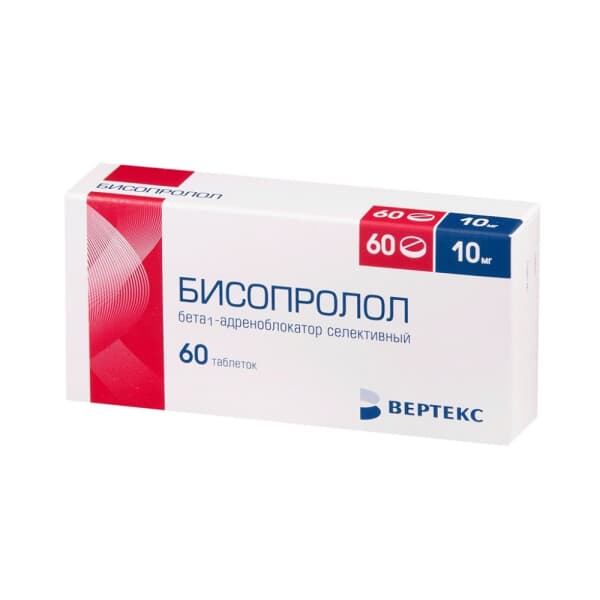 БИСОПРОЛОЛ
60 10 мг
60 10 мг
БИСОПРОЛОЛ
бета1-адреноблокатор селективный
60 таблеток
ВЕРТЕКС